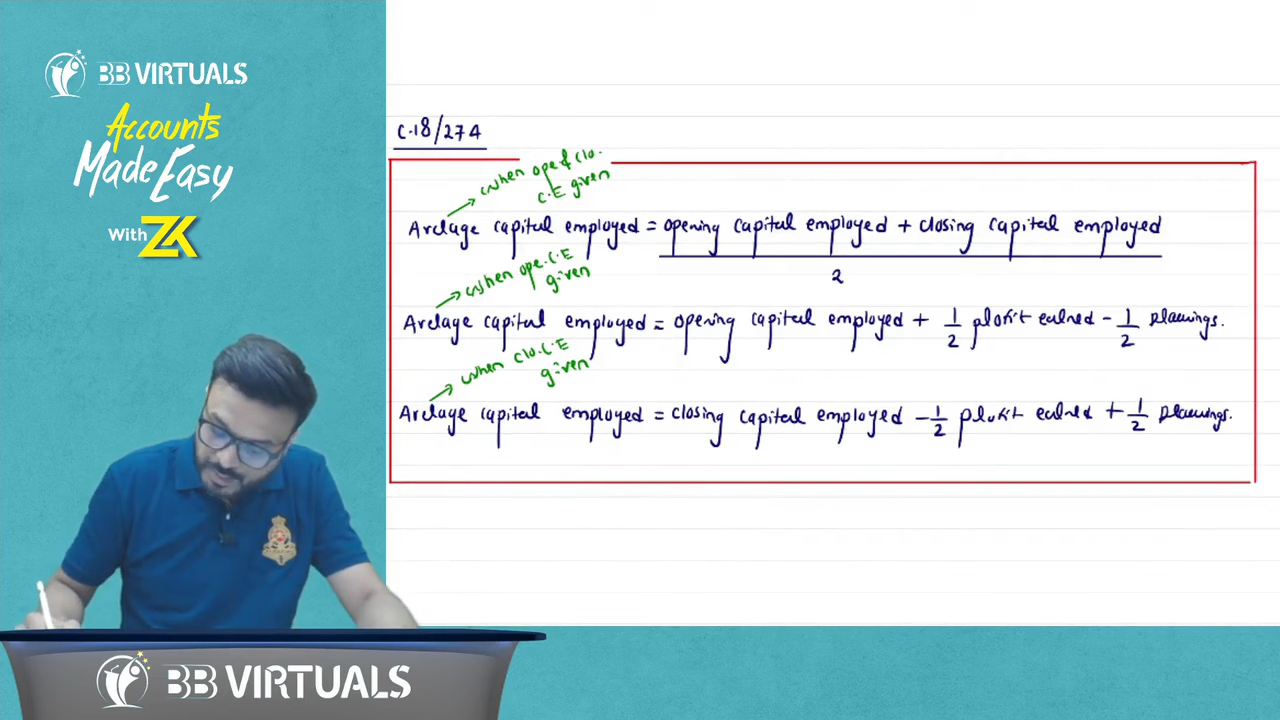 BB VIRTUALS
Accounts
Made Easy
With ZK
C.18/274
when ope & clo.
C.E given
Average capital employed = opening capital employed + closing capital employed
2
when ope. C.E
given
Average capital employed = opening capital employed + 1/2 profit earned - 1/2 drawings.
when clo. C.E
given
Average capital employed = closing capital employed - 1/2 profit earned + 1/2 drawings.
BB VIRTUALS